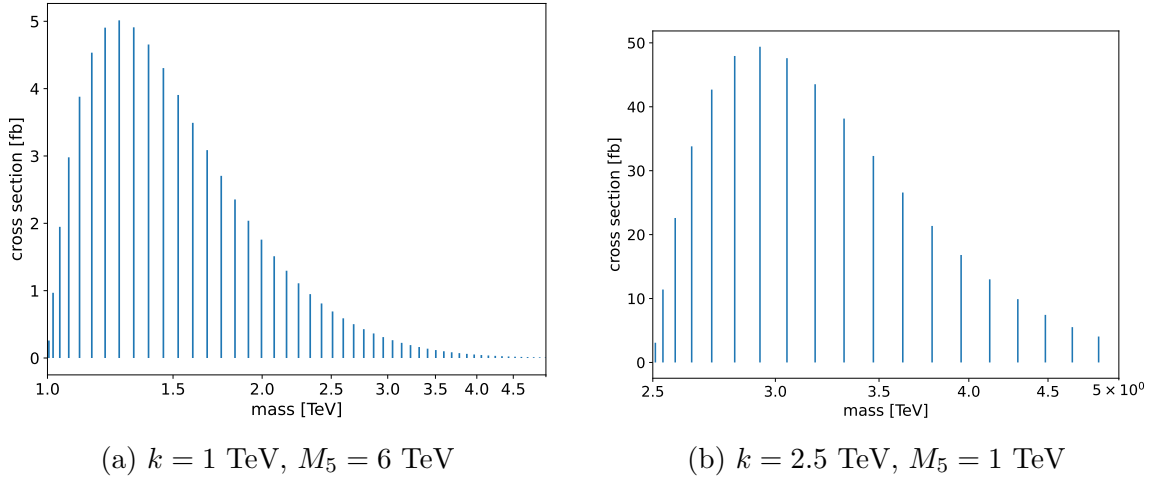 5
4
3
2
1
0
cross section [fb]
1.0 1.5 2.0 2.5 3.0 3.5 4.0 4.5
mass [TeV]
(a) k = 1 TeV, M₅ = 6 TeV
50
40
30
20
10
0
cross section [fb]
2.5 3.0 3.5 4.0 4.5 5 × 10⁰
mass [TeV]
(b) k = 2.5 TeV, M₅ = 1 TeV